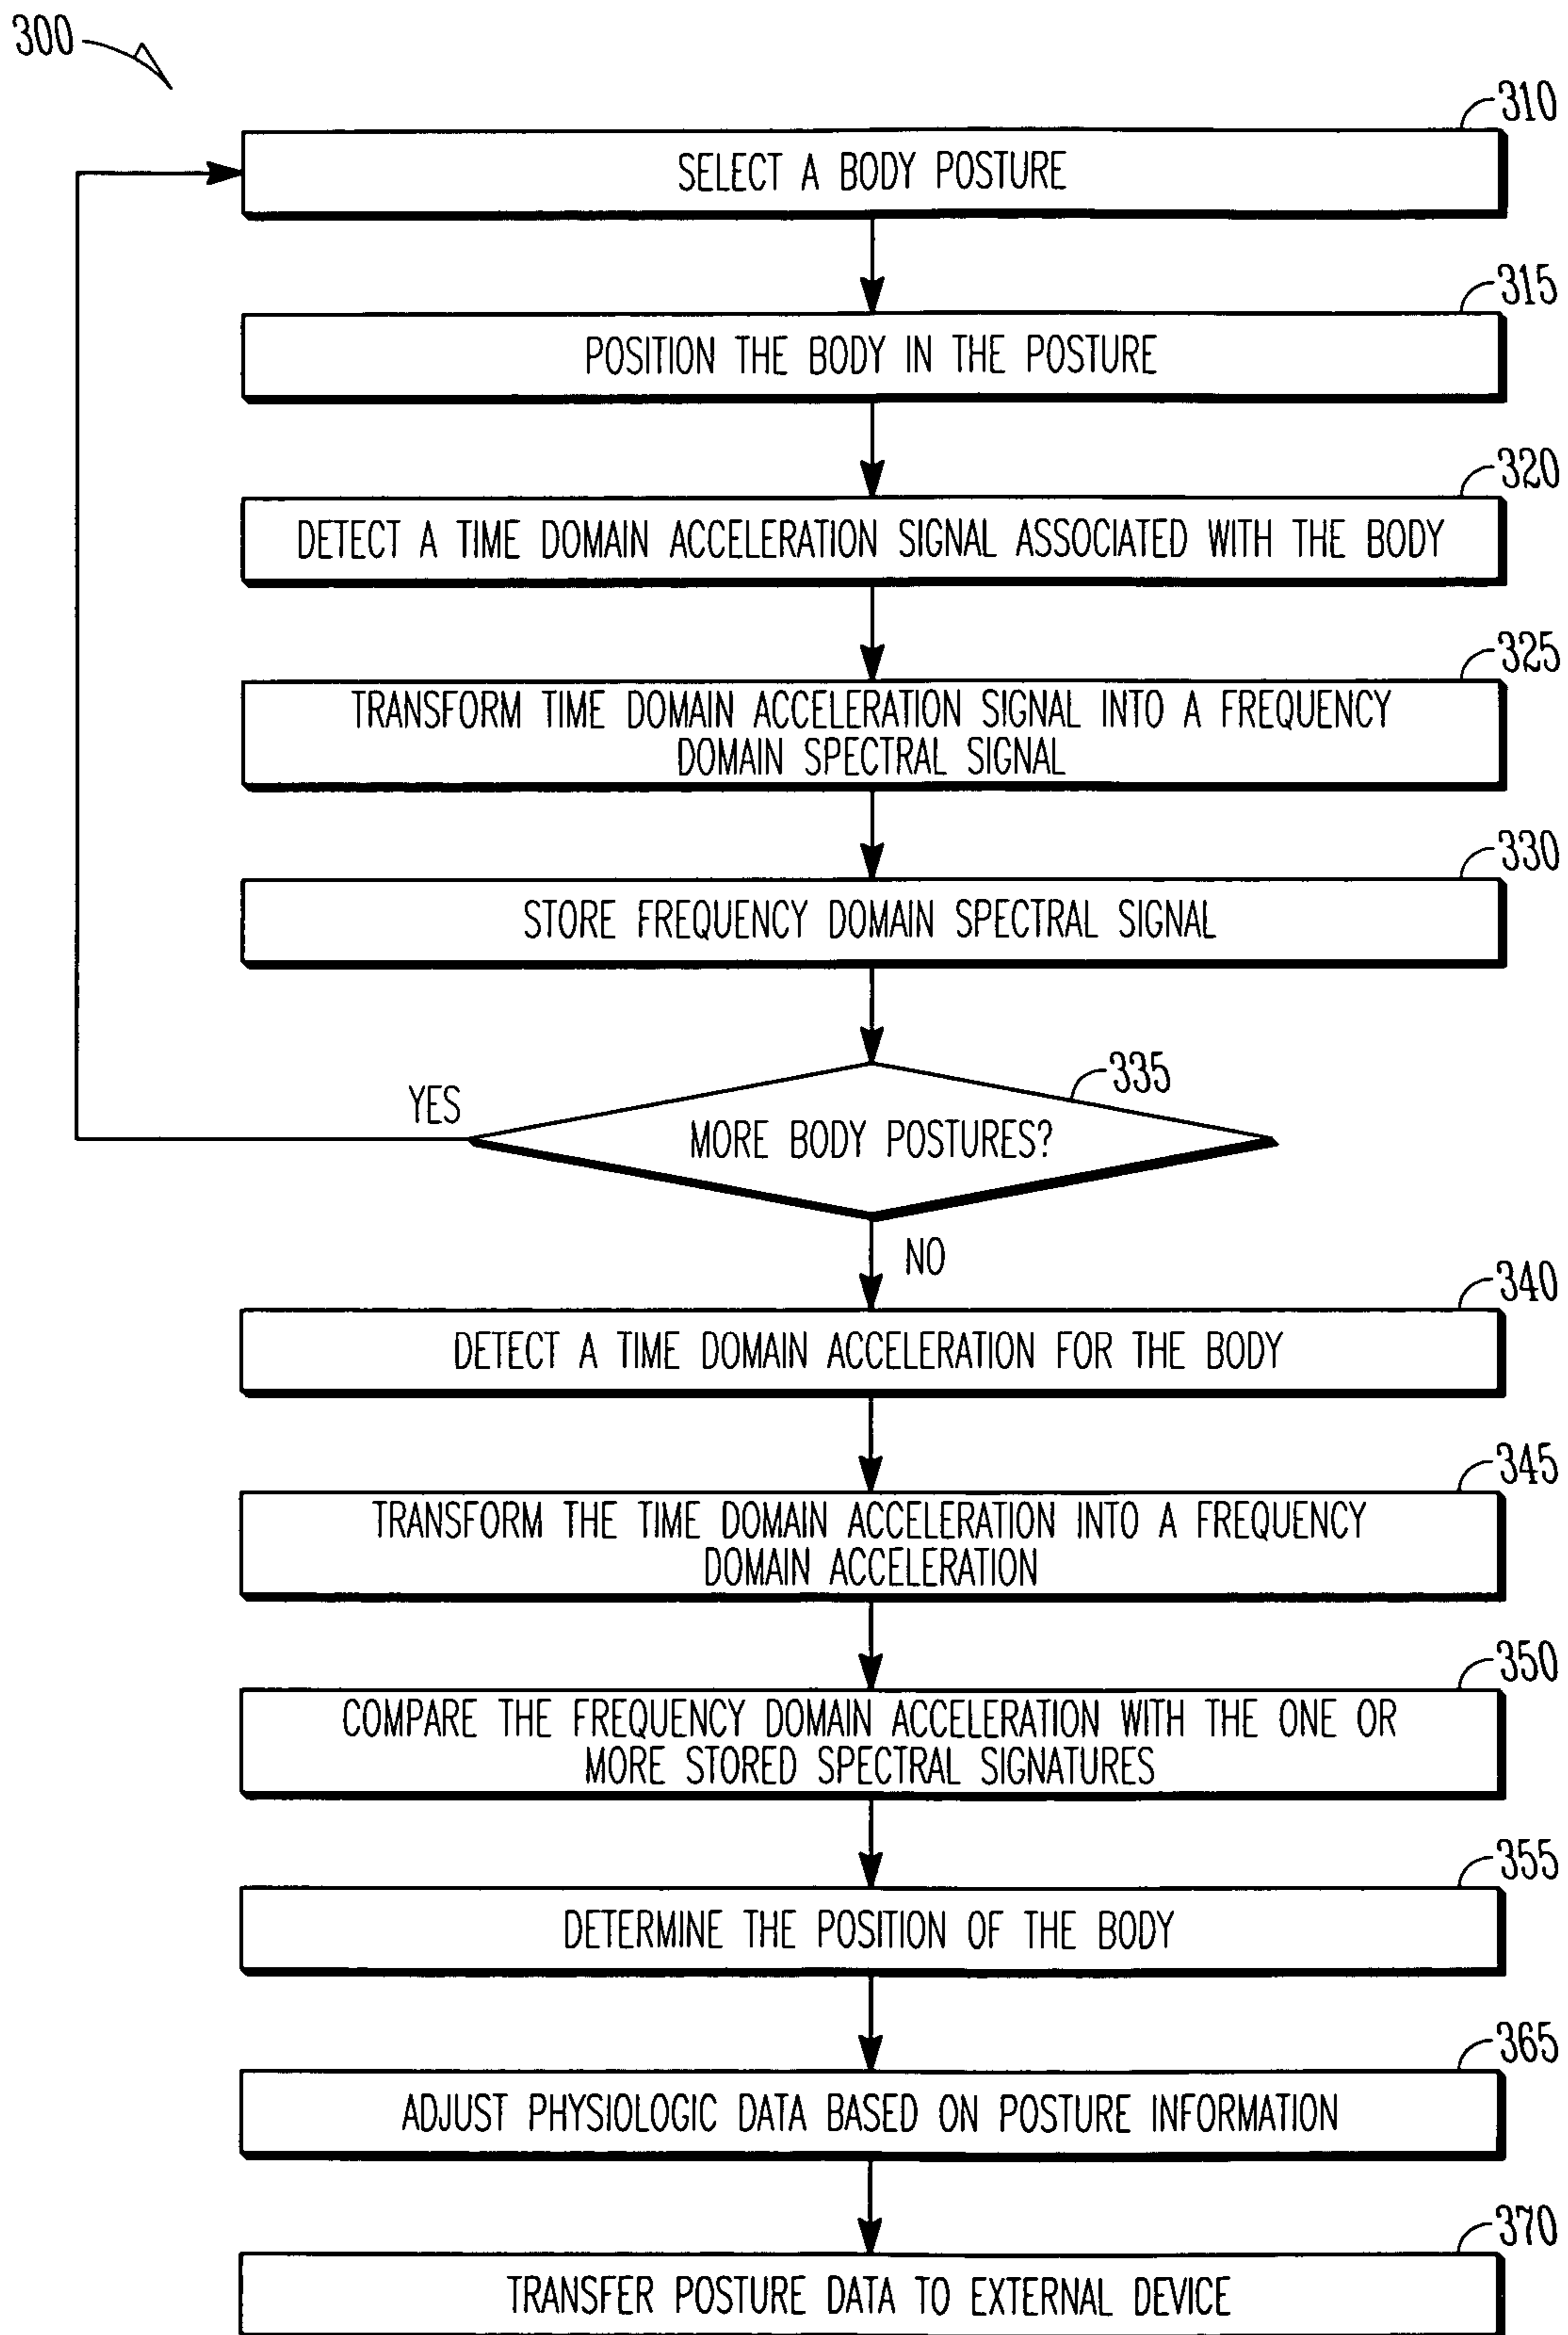 300
310
SELECT A BODY POSTURE
315
POSITION THE BODY IN THE POSTURE
320
DETECT A TIME DOMAIN ACCELERATION SIGNAL ASSOCIATED WITH THE BODY
325
TRANSFORM TIME DOMAIN ACCELERATION SIGNAL INTO A FREQUENCY
DOMAIN SPECTRAL SIGNAL
330
STORE FREQUENCY DOMAIN SPECTRAL SIGNAL
335
YES
MORE BODY POSTURES?
NO
340
DETECT A TIME DOMAIN ACCELERATION FOR THE BODY
345
TRANSFORM THE TIME DOMAIN ACCELERATION INTO A FREQUENCY
DOMAIN ACCELERATION
350
COMPARE THE FREQUENCY DOMAIN ACCELERATION WITH THE ONE OR
MORE STORED SPECTRAL SIGNATURES
355
DETERMINE THE POSITION OF THE BODY
365
ADJUST PHYSIOLOGIC DATA BASED ON POSTURE INFORMATION
370
TRANSFER POSTURE DATA TO EXTERNAL DEVICE